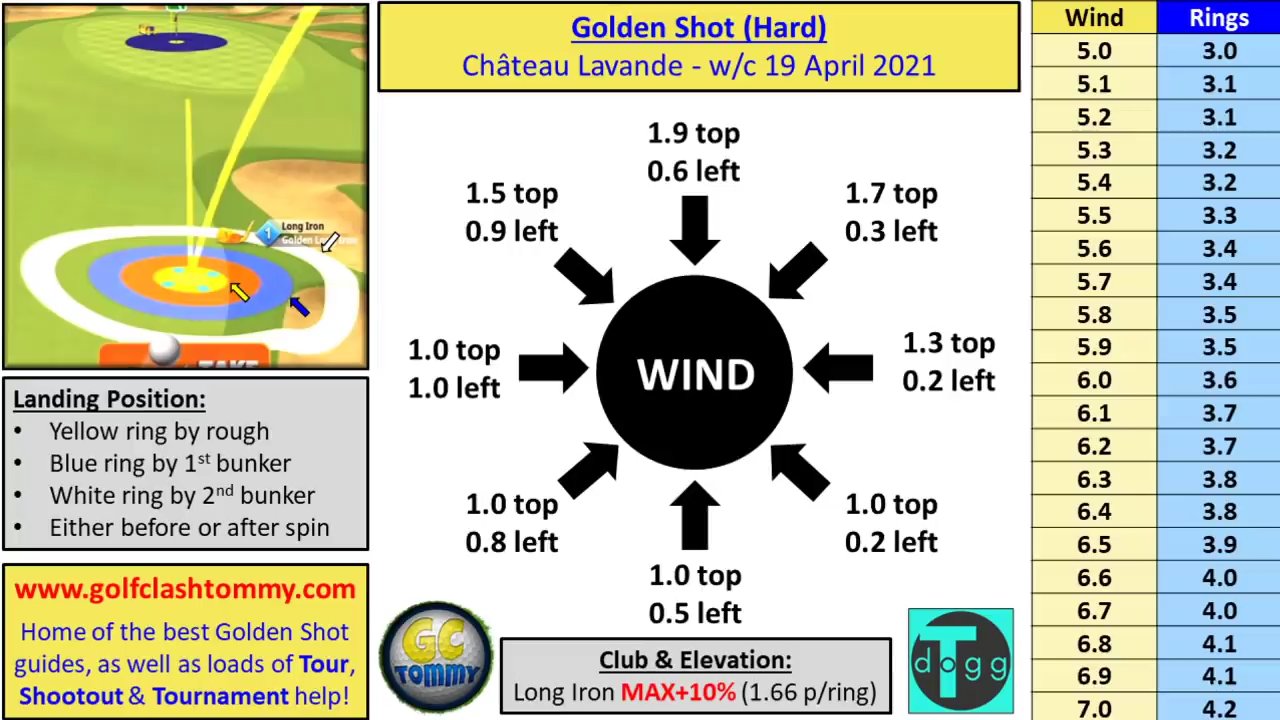 Golden Shot (Hard)
Château Lavande - w/c 19 April 2021
1
Long Iron
Landing Position:
• Yellow ring by rough
• Blue ring by 1st bunker
• White ring by 2nd bunker
• Either before or after spin
www.golfclashtommy.com
Home of the best Golden Shot
guides, as well as loads of Tour,
Shootout & Tournament help!
1.9 top
0.6 left
1.5 top
0.9 left
1.7 top
0.3 left
1.0 top
1.0 left
WIND
1.3 top
0.2 left
1.0 top
0.8 left
1.0 top
0.2 left
1.0 top
0.5 left
GC
TOMMY
Club & Elevation:
Long Iron MAX+10% (1.66 p/ring)
T
dogg
Wind Rings
5.0 3.0
5.1 3.1
5.2 3.1
5.3 3.2
5.4 3.2
5.5 3.3
5.6 3.4
5.7 3.4
5.8 3.5
5.9 3.5
6.0 3.6
6.1 3.7
6.2 3.7
6.3 3.8
6.4 3.8
6.5 3.9
6.6 4.0
6.7 4.0
6.8 4.1
6.9 4.1
7.0 4.2